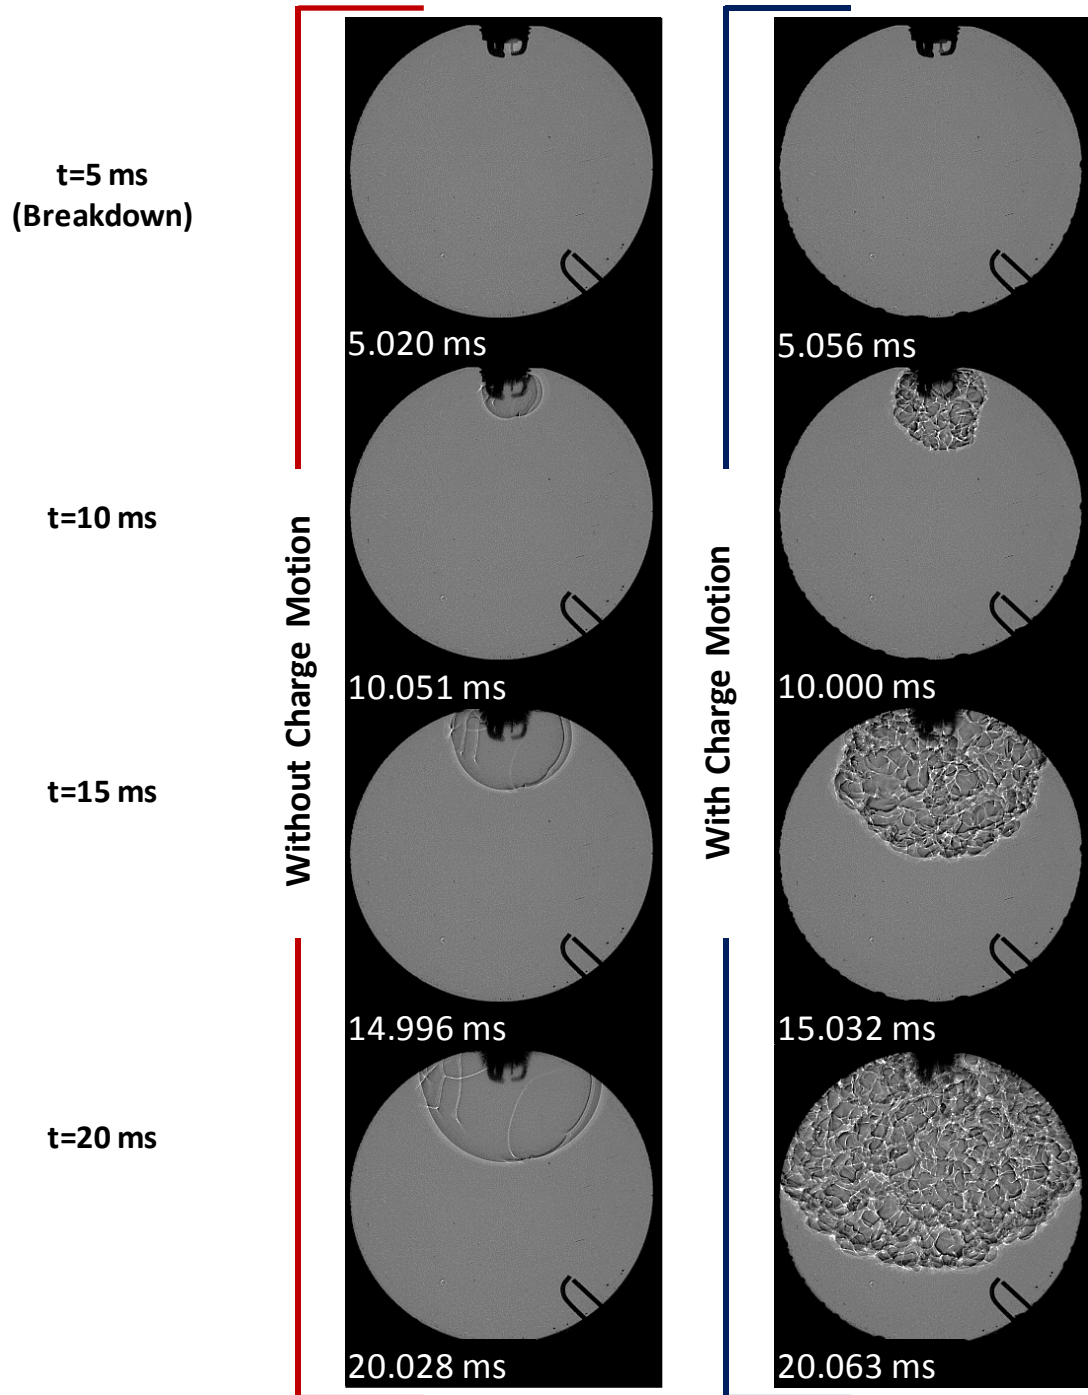 t=5 ms
(Breakdown)
t=10 ms
t=15 ms
t=20 ms
Without Charge Motion
5.020 ms
10.051 ms
14.996 ms
20.028 ms
With Charge Motion
5.056 ms
10.000 ms
15.032 ms
20.063 ms